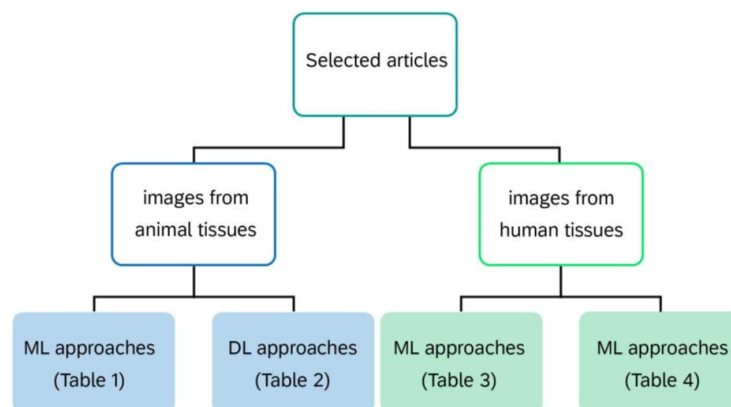 Selected articles
images from
animal tissues
images from
human tissues
ML approaches
(Table 1)
DL approaches
(Table 2)
ML approaches
(Table 3)
ML approaches
(Table 4)